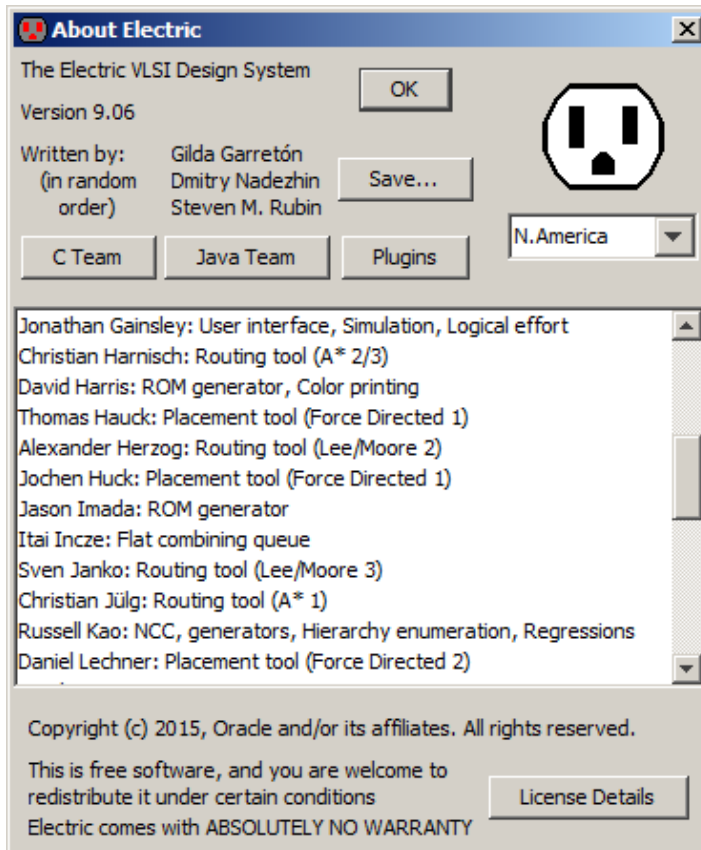 About Electric
The Electric VLSI Design System
OK
Version 9.06
Written by:
(in random
order)
Gilda Garretón
Dmitry Nadezhin
Steven M. Rubin
Save...
N.America
C Team
Java Team
Plugins
Jonathan Gainsley: User interface, Simulation, Logical effort
Christian Harnisch: Routing tool (A* 2/3)
David Harris: ROM generator, Color printing
Thomas Hauck: Placement tool (Force Directed 1)
Alexander Herzog: Routing tool (Lee/Moore 2)
Jochen Huck: Placement tool (Force Directed 1)
Jason Imada: ROM generator
Itai Incze: Flat combining queue
Sven Janko: Routing tool (Lee/Moore 3)
Christian Jülg: Routing tool (A* 1)
Russell Kao: NCC, generators, Hierarchy enumeration, Regressions
Daniel Lechner: Placement tool (Force Directed 2)
Copyright (c) 2015, Oracle and/or its affiliates. All rights reserved.
This is free software, and you are welcome to
redistribute it under certain conditions
License Details
Electric comes with ABSOLUTELY NO WARRANTY